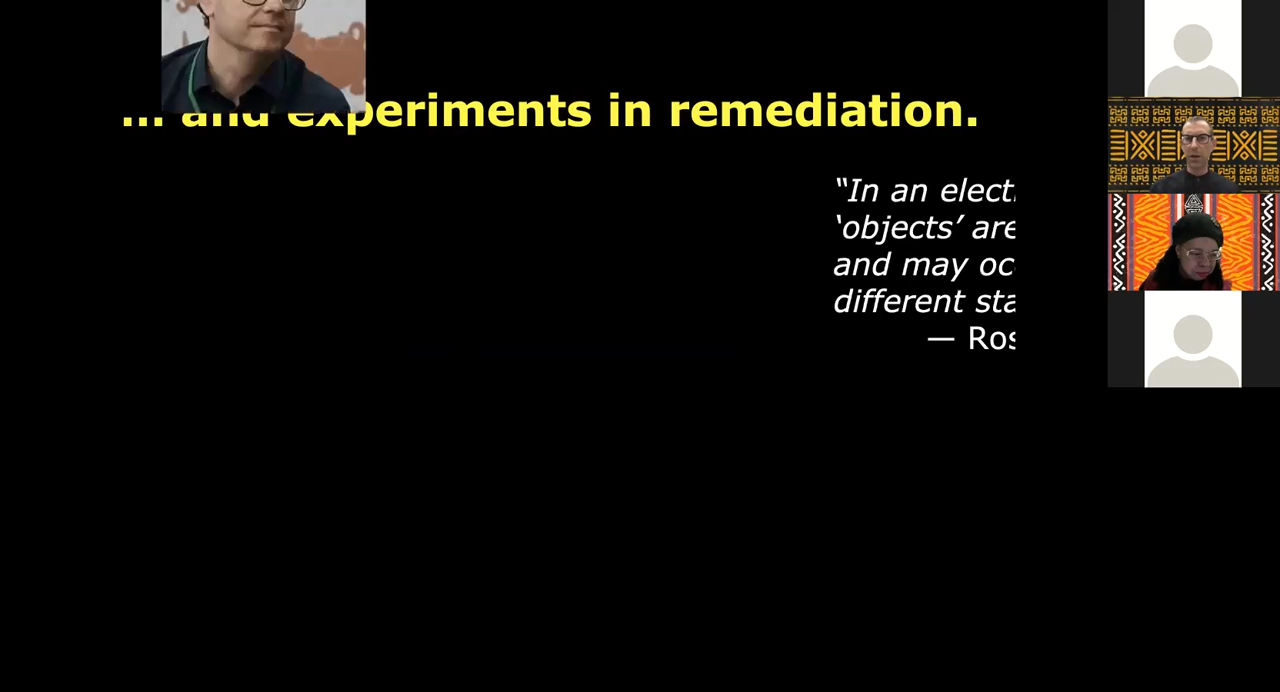 … and experiments in remediation.
“In an elect
‘objects’ are
and may oc
different sta
— Ros